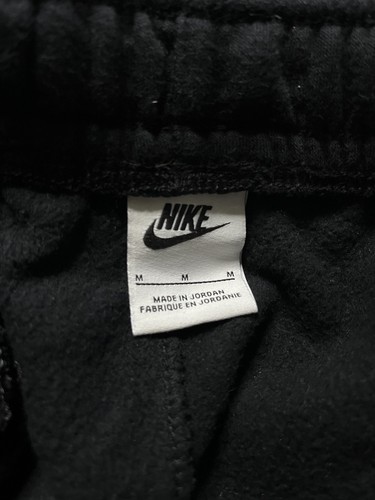 NIKE
M M M
MADE IN JORDAN
FABRIQUE EN JORDANIE